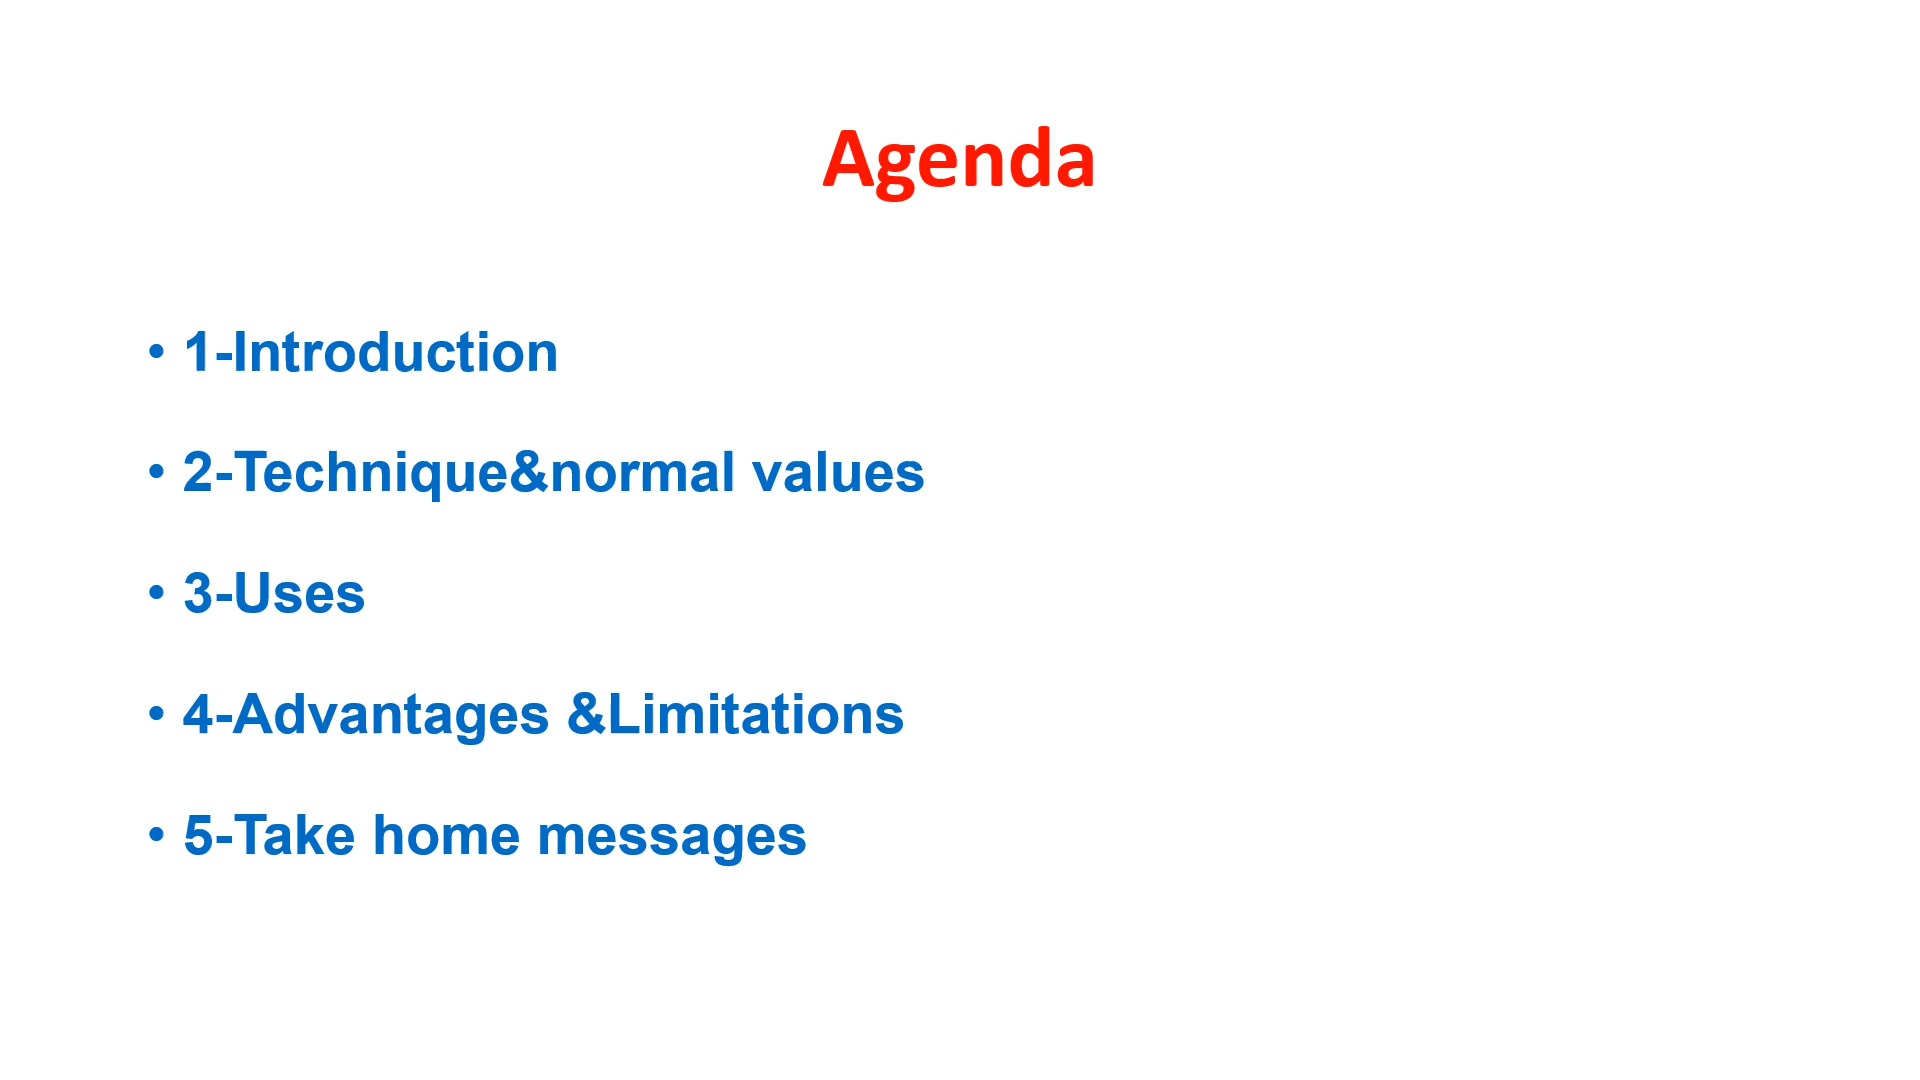 Agenda
• 1-Introduction
• 2-Technique&normal values
• 3-Uses
• 4-Advantages &Limitations
• 5-Take home messages